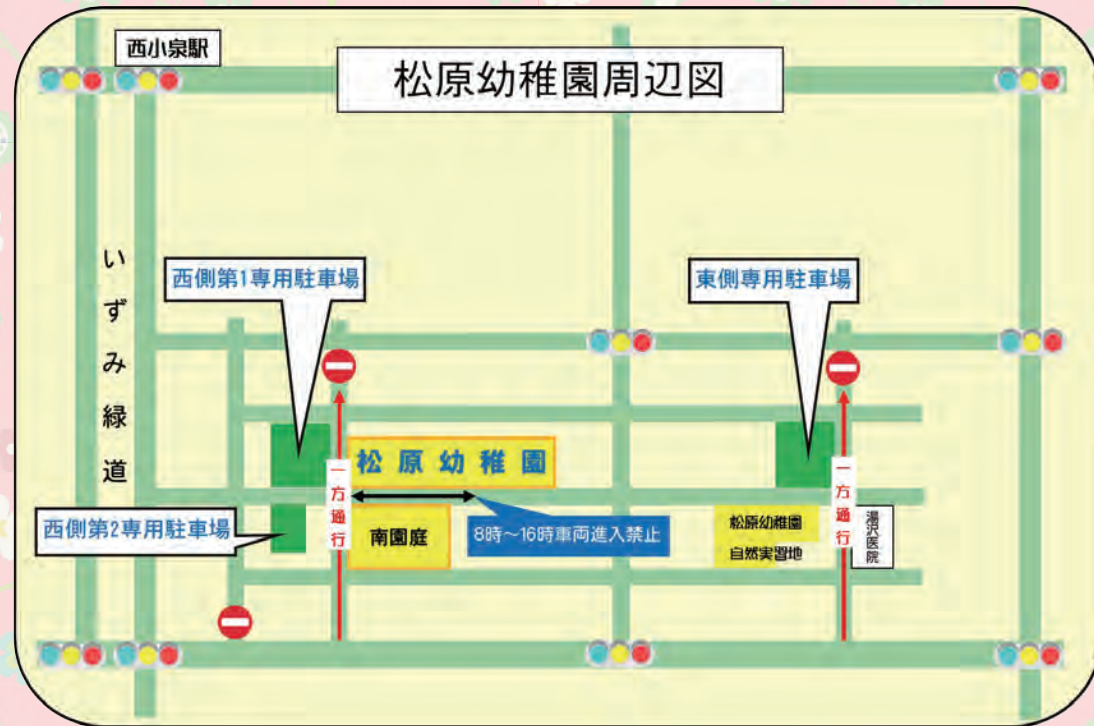 西小泉駅
松原幼稚園周辺図
いずみ緑道
西側第1専用駐車場
東側専用駐車場
松原幼稚園
一方通行
一方通行
西側第2専用駐車場
南園庭
8時～16時車両進入禁止
松原幼稚園
自然実習地
湯沢医院